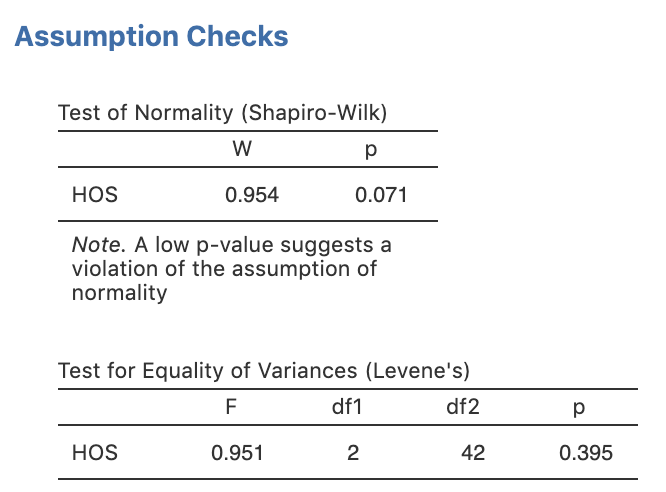 Assumption Checks
Test of Normality (Shapiro-Wilk)
W p
HOS 0.954 0.071
Note. A low p-value suggests a
violation of the assumption of
normality
Test for Equality of Variances (Levene's)
F df1 df2 p
HOS 0.951 2 42 0.395